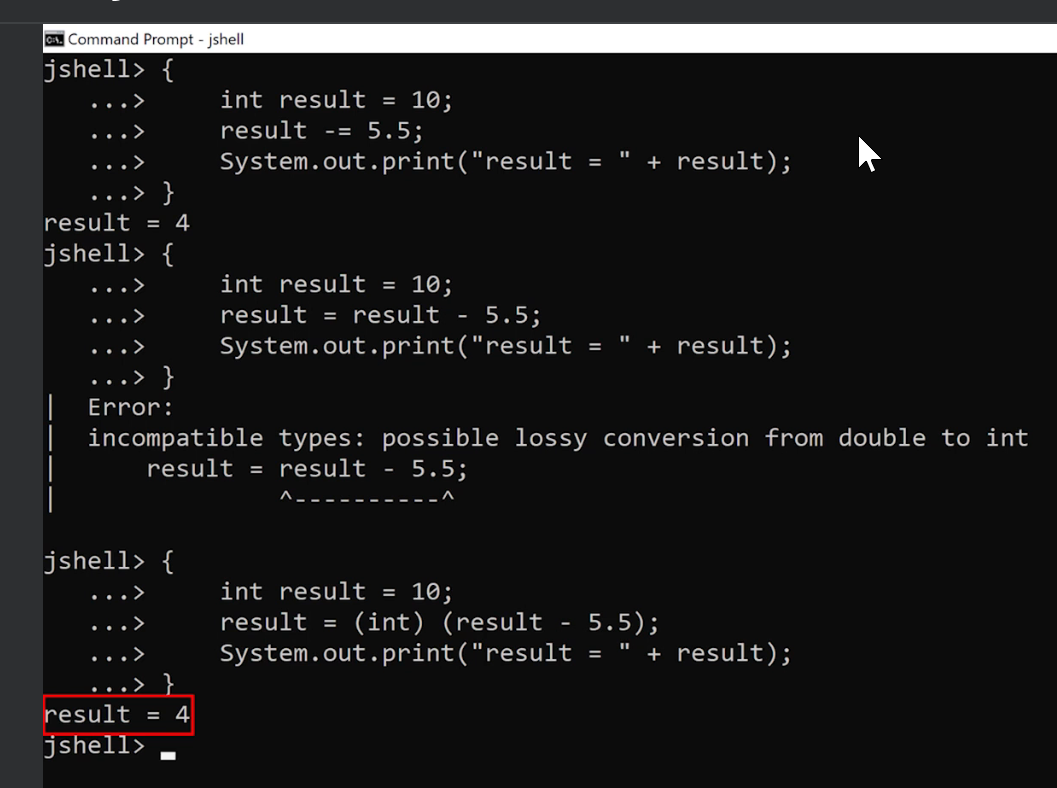 Command Prompt - jshell
jshell> {
   ...>     int result = 10;
   ...>     result -= 5.5;
   ...>     System.out.print("result = " + result);
   ...> }
result = 4
jshell> {
   ...>     int result = 10;
   ...>     result = result - 5.5;
   ...>     System.out.print("result = " + result);
   ...> }
|  Error:
|  incompatible types: possible lossy conversion from double to int
|      result = result - 5.5;
|               ^----------^
jshell> {
   ...>     int result = 10;
   ...>     result = (int) (result - 5.5);
   ...>     System.out.print("result = " + result);
   ...> }
result = 4
jshell>